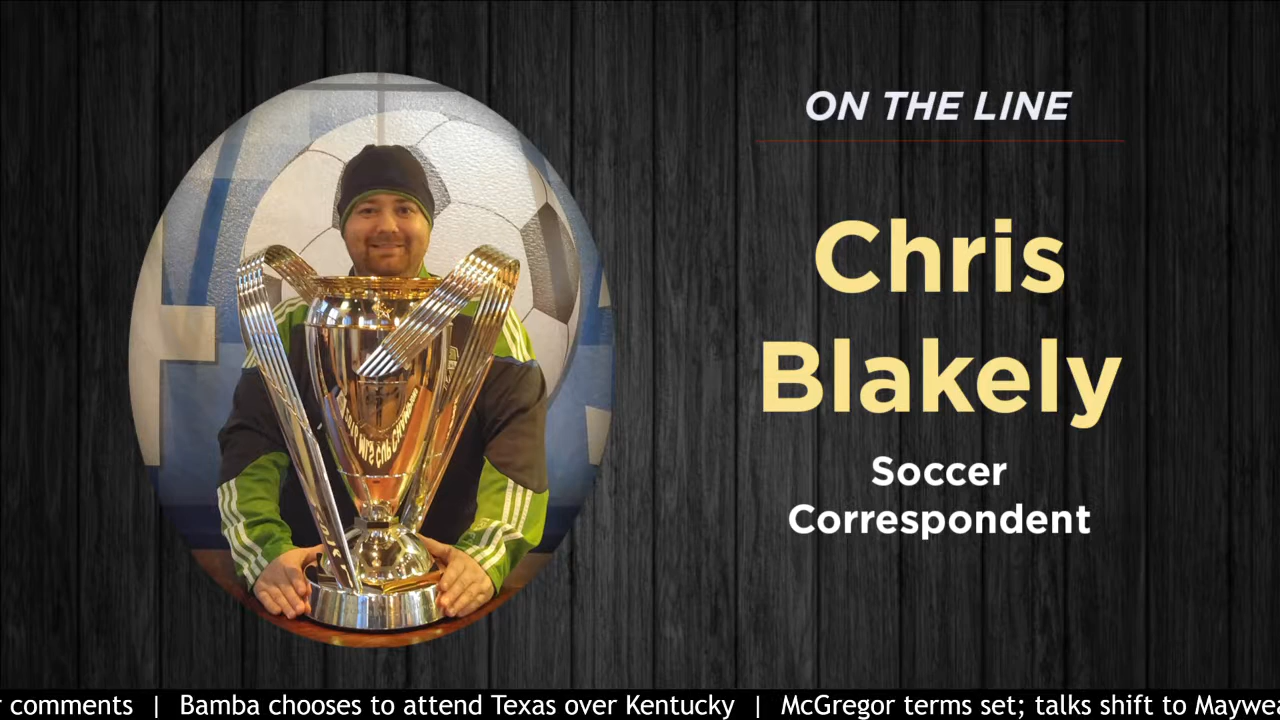 ON THE LINE
Chris
Blakely
Soccer
Correspondent
comments | Bamba chooses to attend Texas over Kentucky | McGregor terms set; talks shift to